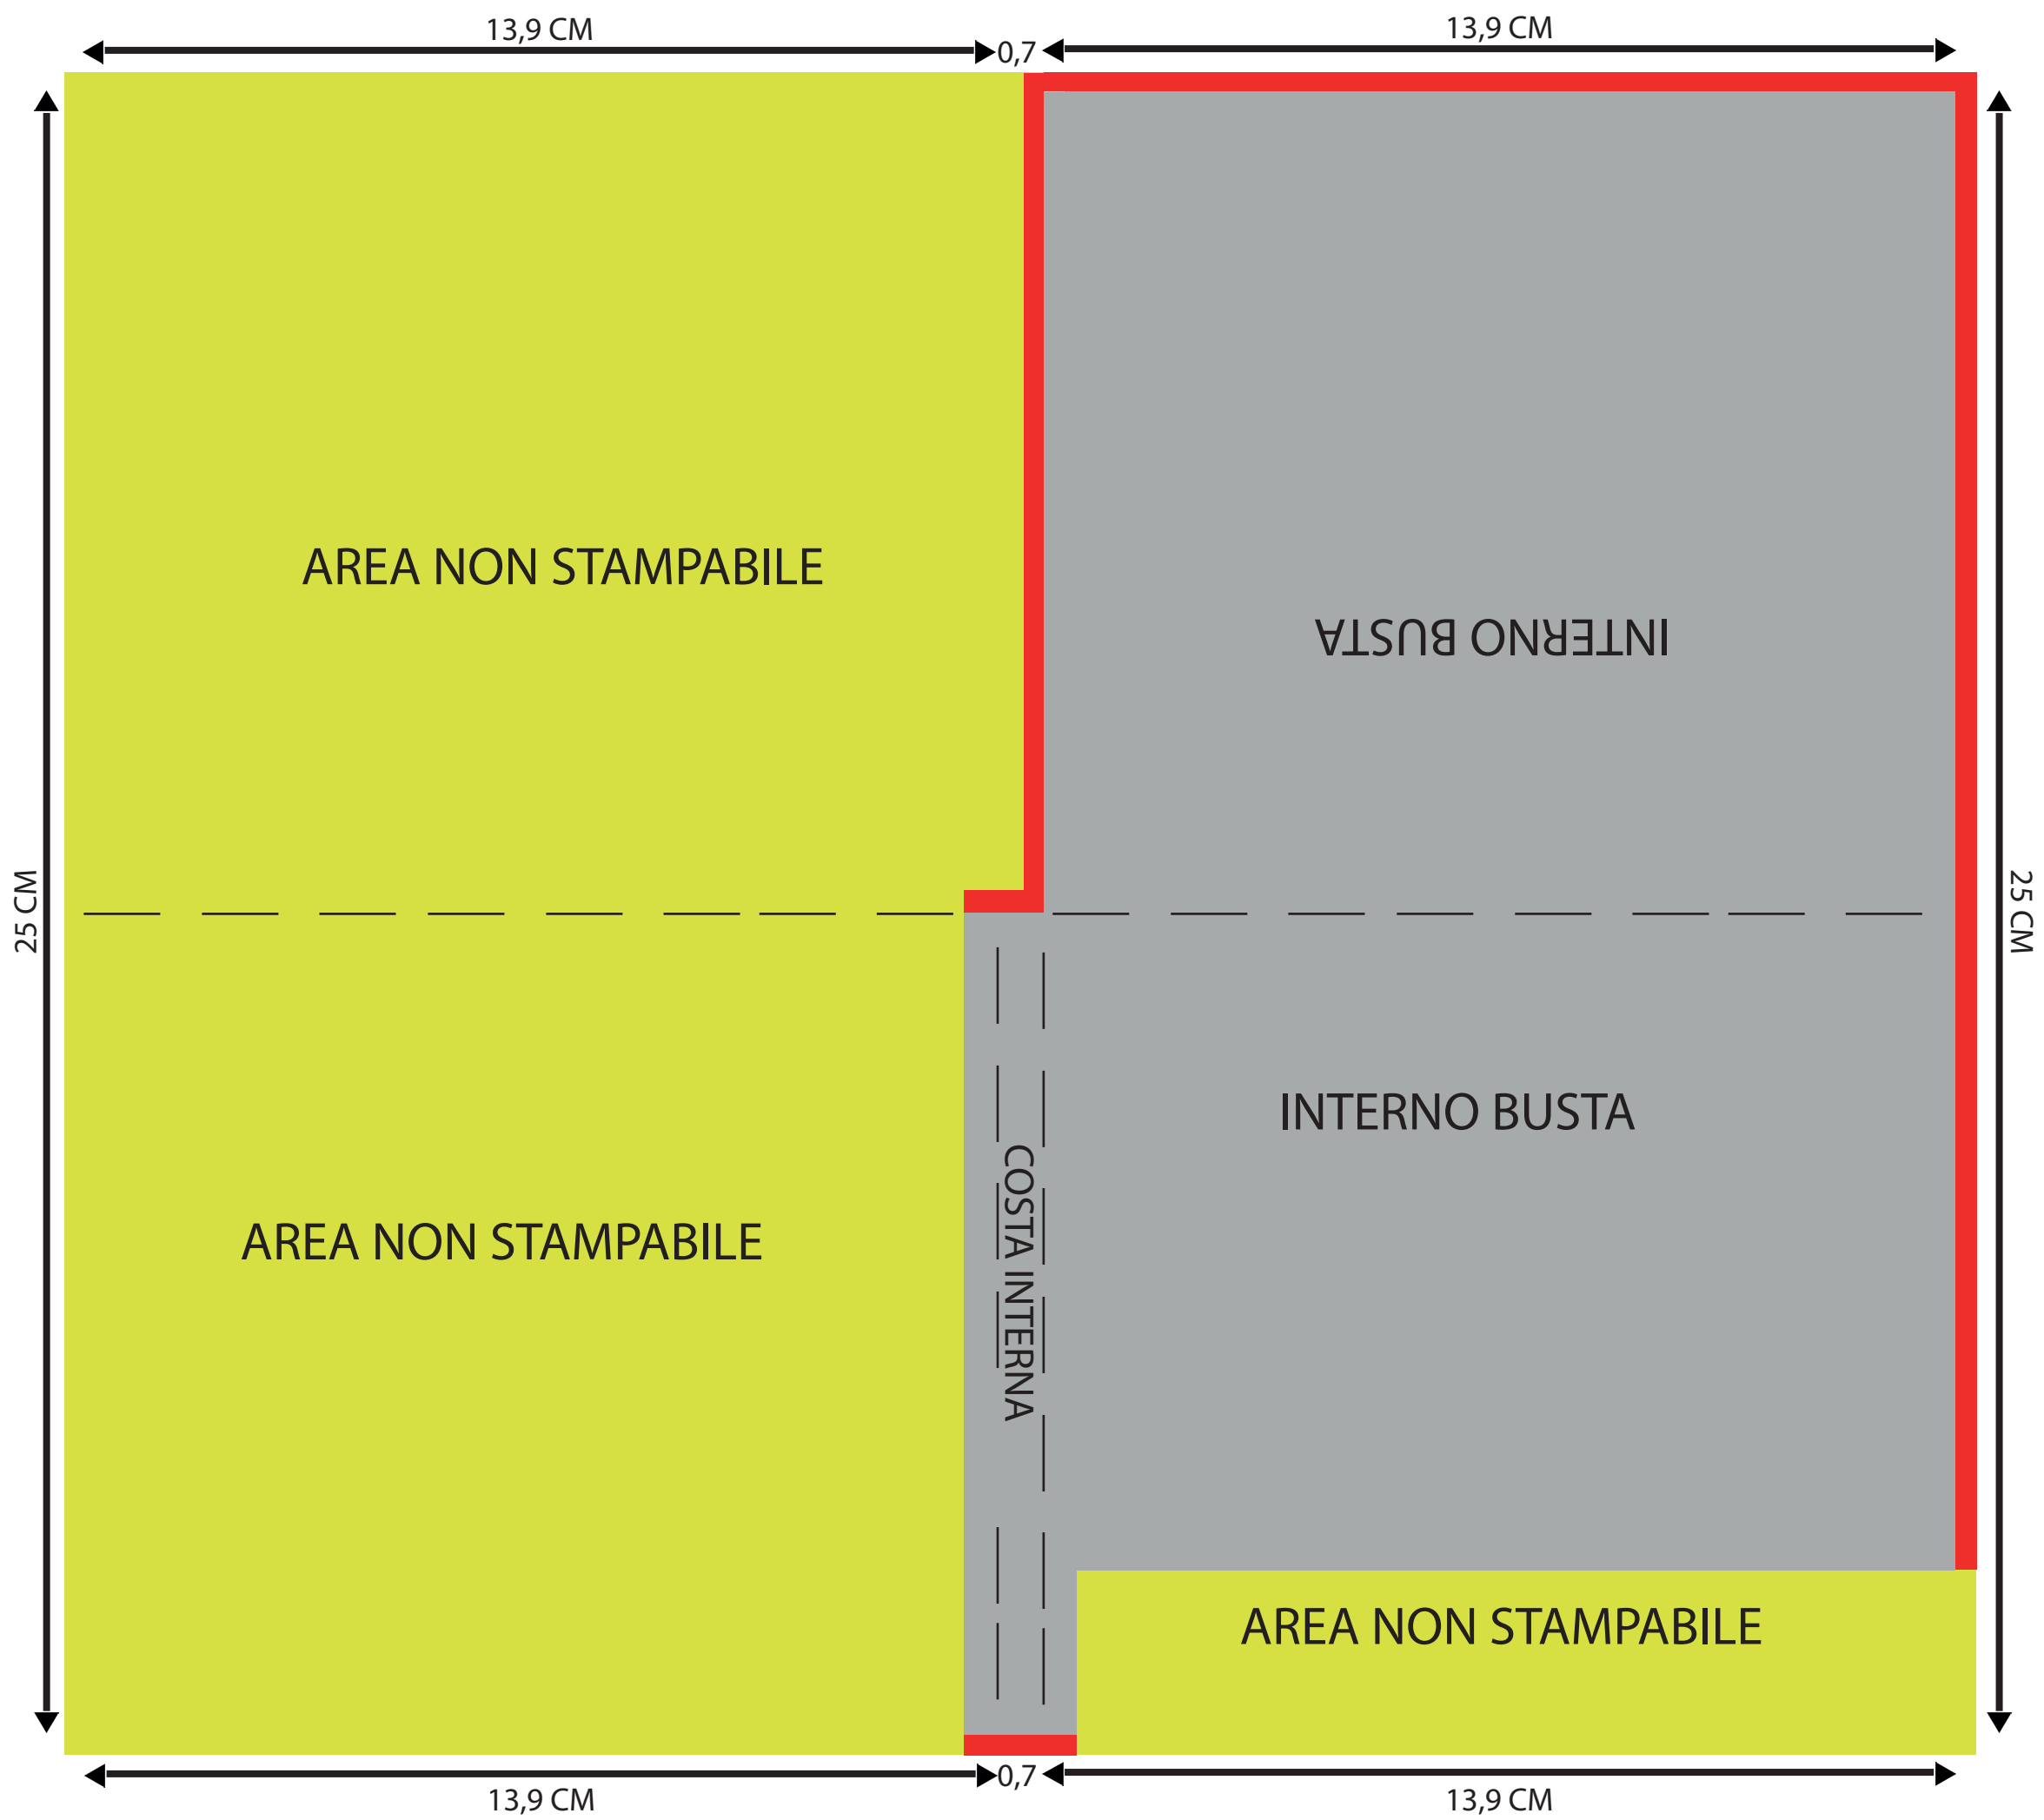 13,9 CM
0,7
13,9 CM
AREA NON STAMPABILE
INTERNO BUSTA
25 CM
25 CM
INTERNO BUSTA
COSTA INTERNA
AREA NON STAMPABILE
AREA NON STAMPABILE
13,9 CM
0,7
13,9 CM